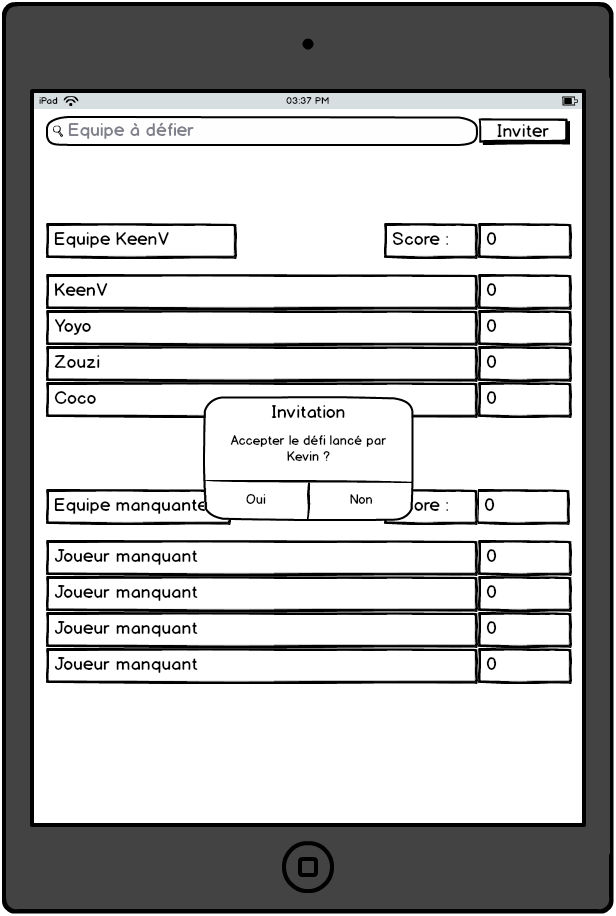 iPad 03:37 PM
Equipe à défier Inviter
Equipe KeenV Score : 0
KeenV 0
Yoyo 0
Zouzi 0
Coco 0
Invitation
Accepter le défi lancé par
Kevin ?
Oui Non
Equipe manquante ore : 0
Joueur manquant 0
Joueur manquant 0
Joueur manquant 0
Joueur manquant 0